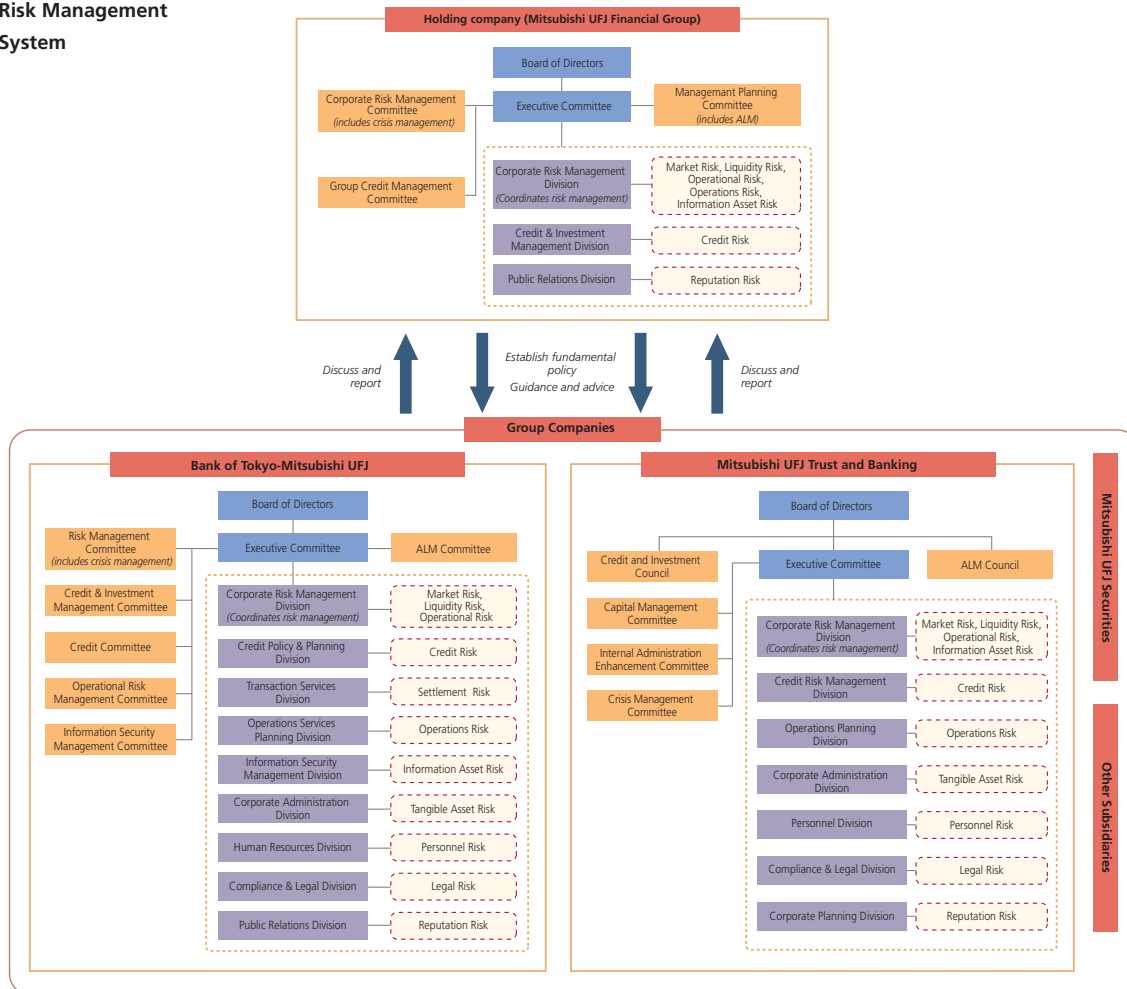 Risk Management
System
Holding company (Mitsubishi UFJ Financial Group)
Board of Directors
Corporate Risk Management
Committee
(includes crisis management)
Executive Committee
Managemant Planning
Committee
(includes ALM)
Group Credit Management
Committee
Corporate Risk Management
Division
(Coordinates risk management)
Market Risk, Liquidity Risk,
Operational Risk,
Operations Risk,
Information Asset Risk
Credit & Investment
Management Division
Credit Risk
Public Relations Division
Reputation Risk
Discuss and
report
Establish fundamental
policy
Guidance and advice
Discuss and
report
Group Companies
Bank of Tokyo-Mitsubishi UFJ
Board of Directors
Risk Management
Committee
(includes crisis management)
Executive Committee
ALM Committee
Credit & Investment
Management Committee
Credit Committee
Operational Risk
Management Committee
Information Security
Management Committee
Corporate Risk Management
Division
(Coordinates risk management)
Market Risk,
Liquidity Risk,
Operational Risk
Credit Policy & Planning
Division
Credit Risk
Transaction Services
Division
Settlement Risk
Operations Services
Planning Division
Operations Risk
Information Security
Management Division
Information Asset Risk
Corporate Administration
Division
Tangible Asset Risk
Human Resources Division
Personnel Risk
Compliance & Legal Division
Legal Risk
Public Relations Division
Reputation Risk
Mitsubishi UFJ Trust and Banking
Board of Directors
Credit and Investment
Council
Executive Committee
ALM Council
Capital Management
Committee
Internal Administration
Enhancement Committee
Crisis Management
Committee
Corporate Risk Management
Division
(Coordinates risk management)
Market Risk, Liquidity Risk,
Operational Risk,
Information Asset Risk
Credit Risk Management
Division
Credit Risk
Operations Planning
Division
Operations Risk
Corporate Administration
Division
Tangible Asset Risk
Personnel Division
Personnel Risk
Compliance & Legal Division
Legal Risk
Corporate Planning Division
Reputation Risk
Mitsubishi UFJ Securities
Other Subsidiaries